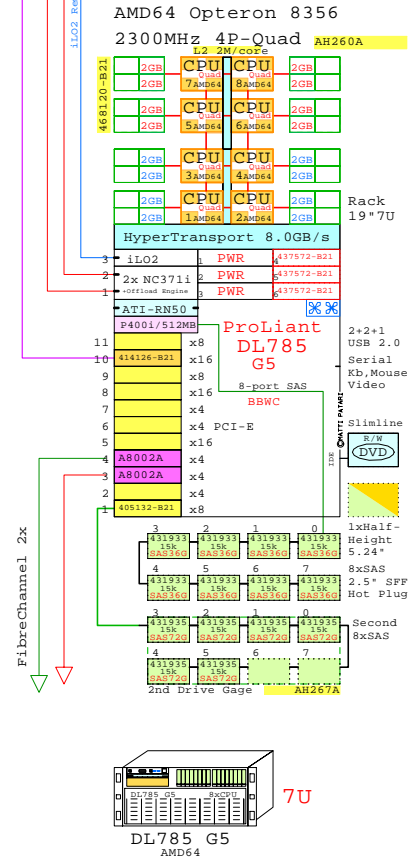 AMD64 Opteron 8356
2300MHz 4P-Quad AH260A
L2 2M/core
iLO2 Re
468120-B21
2GB CPU CPU 2GB
Quad Quad
2GB 7AMD64 8AMD64 2GB
2GB CPU CPU 2GB
Quad Quad
2GB 5AMD64 6AMD64 2GB
2GB CPU CPU 2GB
Quad Quad
2GB 3AMD64 4AMD64 2GB
2GB CPU CPU 2GB
Quad Quad
2GB 1AMD64 2AMD64 2GB
Rack
19"7U
HyperTransport 8.0GB/s
3 iLO2 1 PWR 4 437572-B21
2 2x NC371i 2 PWR 5 437572-B21
1 +Offload Engine 3 PWR 6 437572-B21
ATI-RN50
P400i/512MB
ProLiant
DL785
G5
8-port SAS
BBWC
11 x8
10 414126-B21 x16
9 x8
8 x16
7 x4
6 x4 PCI-E
5 x16
4 A8002A x4
3 A8002A x4
2 x4
1 405132-B21 x8
2+2+1
USB 2.0
Serial
Kb,Mouse
Video
©MATTI PATARI
Slimline
R/W
DVD
IDE
1xHalf-
Height
5.24"
8xSAS
2.5" SFF
Hot Plug
3 2 1 0
431933 431933 431933 431933
15k 15k 15k 15k
SAS36G SAS36G SAS36G SAS36G
4 5 6 7
431933 431933 431933 431933
15k 15k 15k 15k
SAS36G SAS36G SAS36G SAS36G
Second
8xSAS
3 2 1 0
431935 431935 431935 431935
15k 15k 15k 15k
SAS72G SAS72G SAS72G SAS72G
4 5 6 7
431935 431935
15k 15k
SAS72G SAS72G
2nd Drive Gage AH267A
FibreChannel 2x
DL785 G5 8xCPU
7U
DL785 G5
AMD64